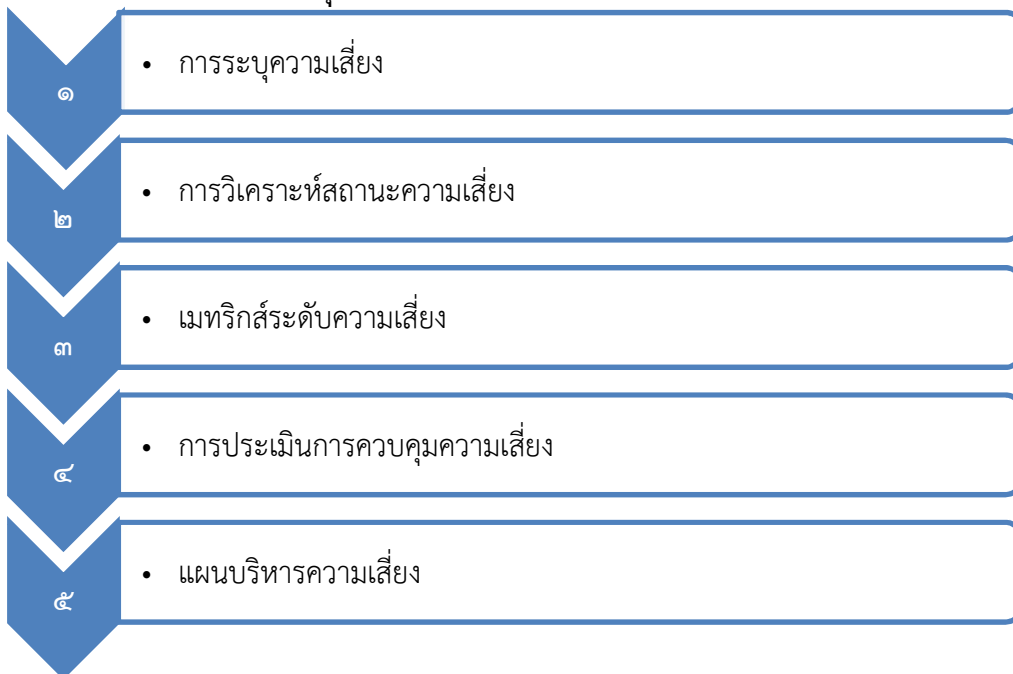 ๑
• การระบุความเสี่ยง
๒
• การวิเคราะห์สถานะความเสี่ยง
๓
• เมทริกส์ระดับความเสี่ยง
๔
• การประเมินการควบคุมความเสี่ยง
๕
• แผนบริหารความเสี่ยง